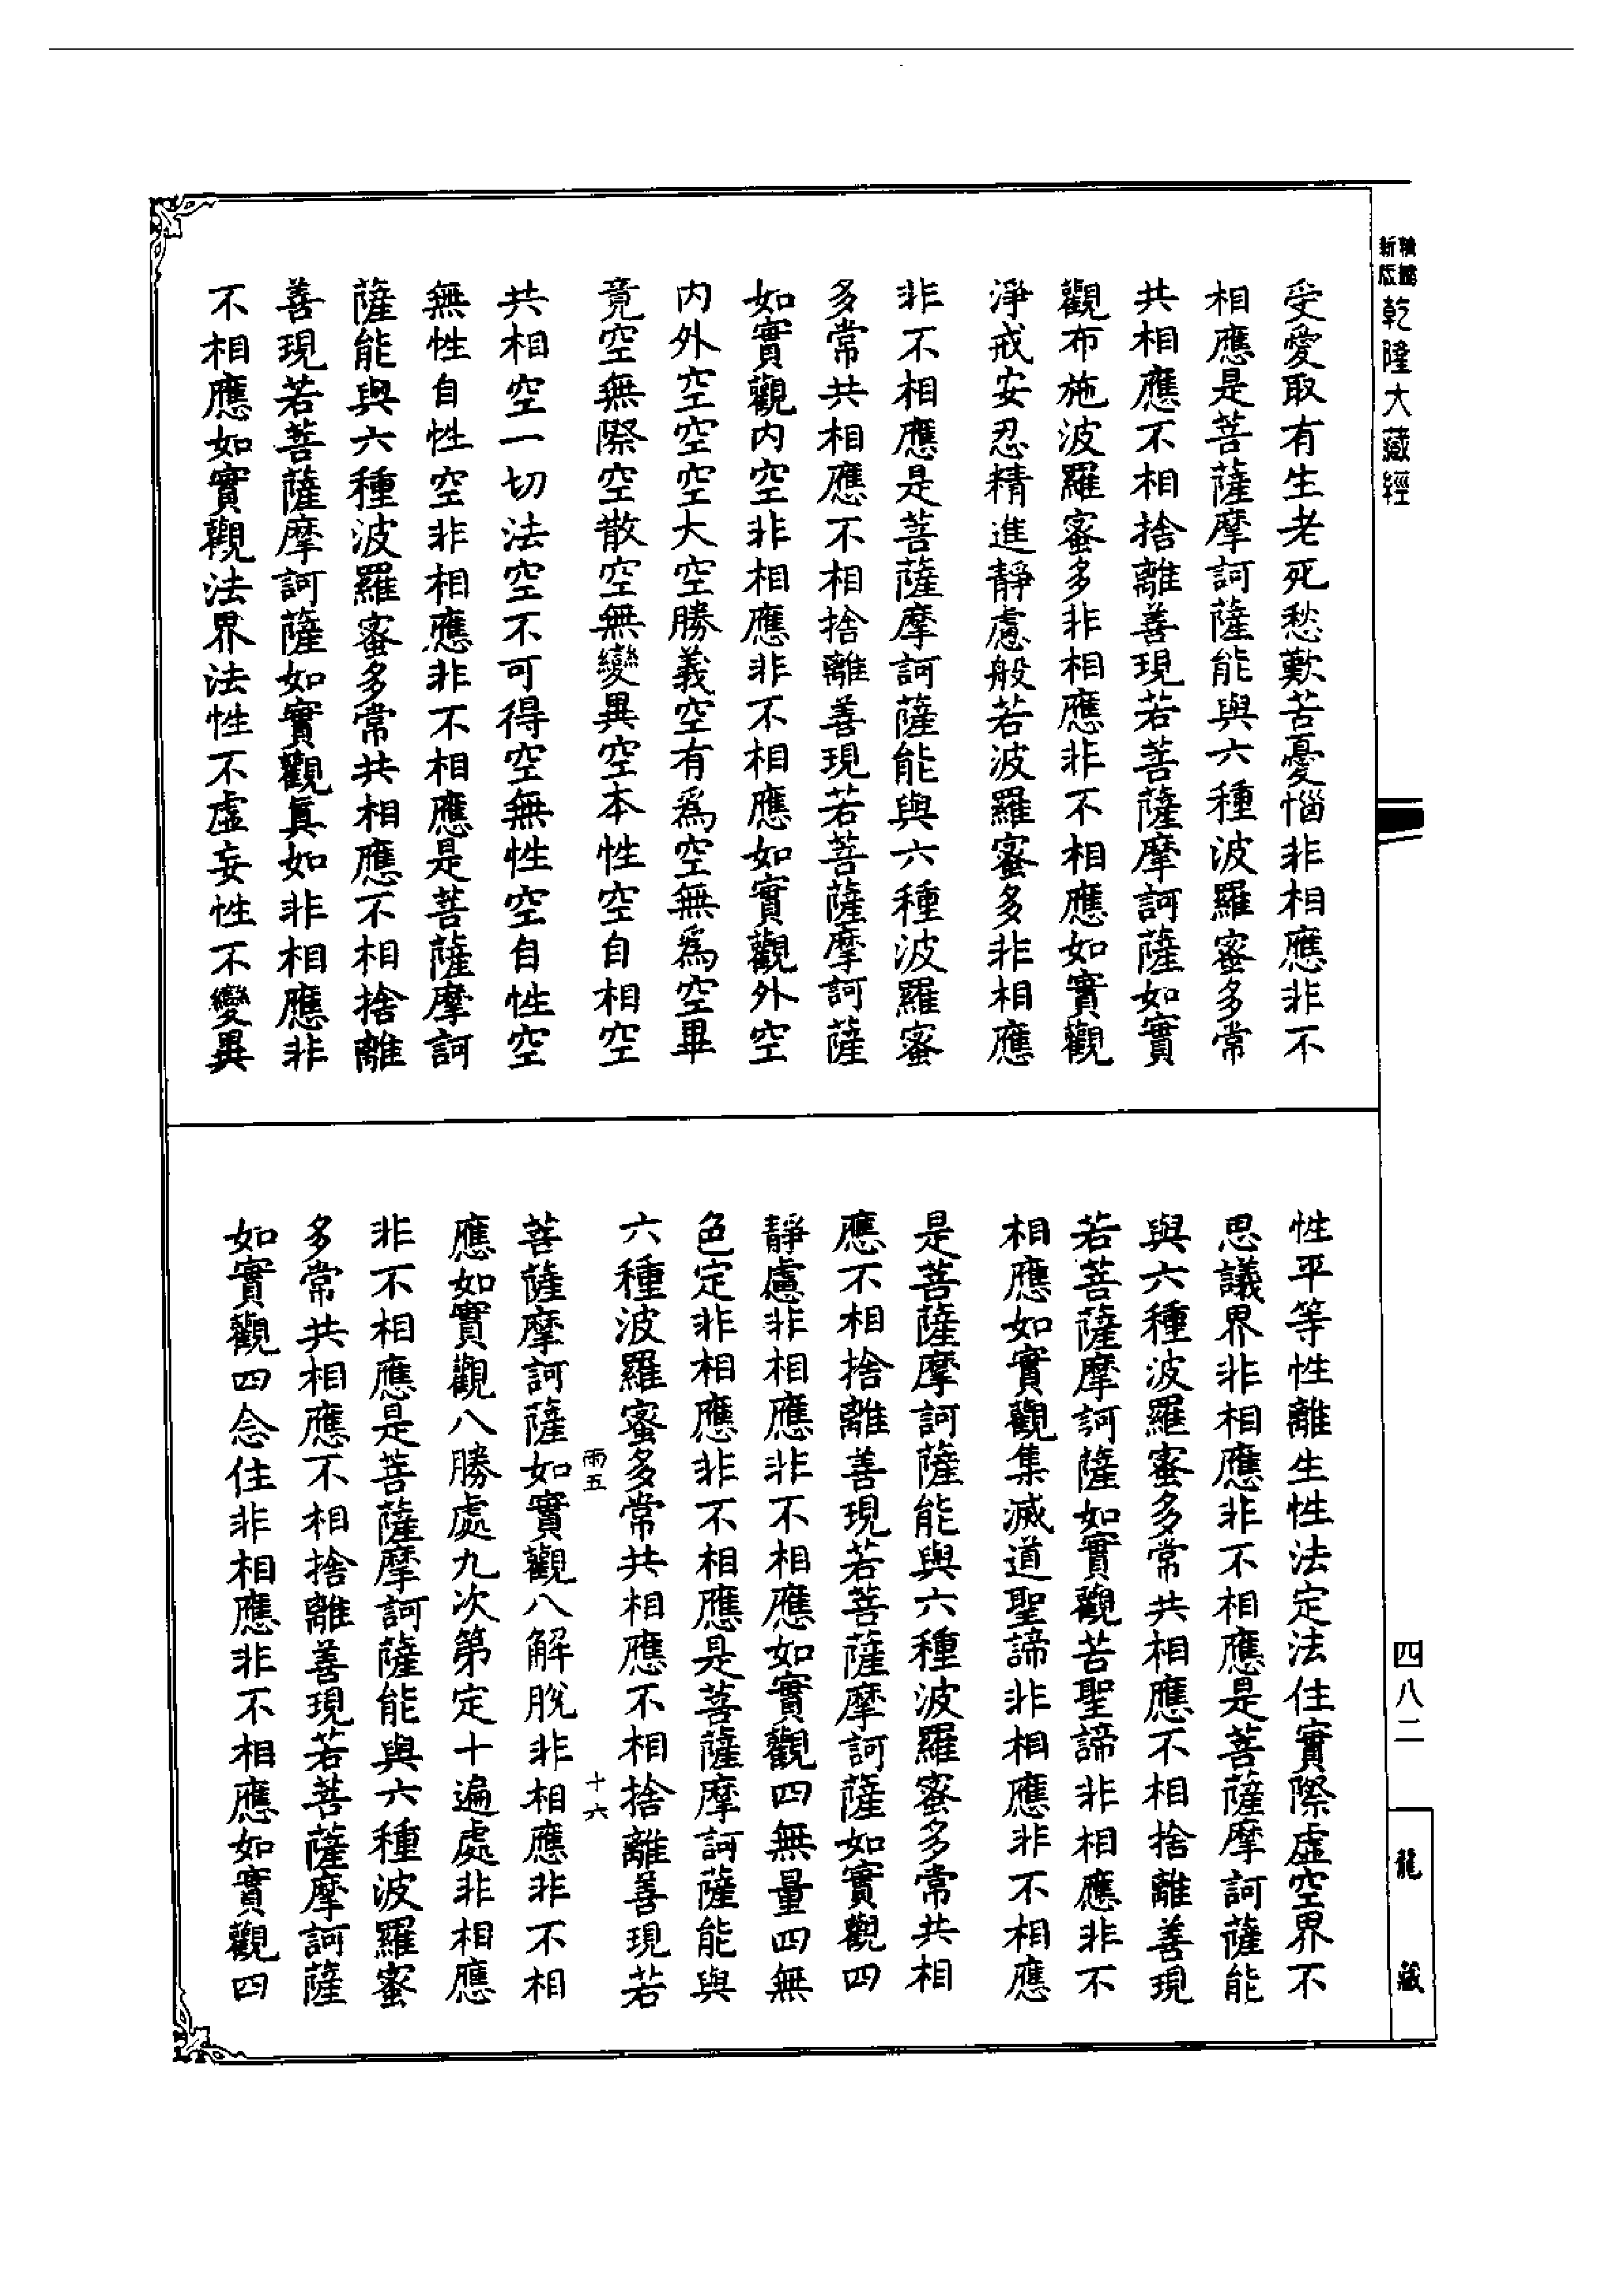 新版
乾隆大藏經
受愛取有生老死愁歎苦憂惱非相應非不
相應是菩薩摩訶薩能與六種波羅蜜多常
共相應不相捨離善現若菩薩摩訶薩如實
觀布施波羅蜜多非相應非不相應如實觀
淨戒安忍精進靜慮般若波羅蜜多非相應
非不相應是菩薩摩訶薩能與六種波羅蜜
多常共相應不相捨離善現若菩薩摩訶薩
如實觀内空非相應非不相應如實觀外空
内外空空空大空勝義空有爲空無爲空畢
竟空無際空散空無變異空本性空自相空
共相空一切法空不可得空無性空自性空
無性自性空非相應非不相應是菩薩摩訶
薩能與六種波羅蜜多常共相應不相捨離
善現若菩薩摩訶薩如實觀真如非相應非
不相應如實觀法界法性不虛妄性不變異
性平等性離生性法定法住實際虛空界不
思議界非相應非不相應是菩薩摩訶薩能
與六種波羅蜜多常共相應不相捨離善現
若菩薩摩訶薩如實觀苦聖諦非相應非不
相應如實觀集滅道聖諦非相應非不相應
是菩薩摩訶薩能與六種波羅蜜多常共相
應不相捨離善現若菩薩摩訶薩如實觀四
靜慮非相應非不相應如實觀四無量四無
色定非相應非不相應是菩薩摩訶薩能與
六種波羅蜜多常共相應不相捨離善現若
雨五 十六
菩薩摩訶薩如實觀八解脫非相應非不相
應如實觀八勝處九次第定十遍處非相應
非不相應是菩薩摩訶薩能與六種波羅蜜
多常共相應不相捨離善現若菩薩摩訶薩
如實觀四念住非相應非不相應如實觀四
四八二
龍藏